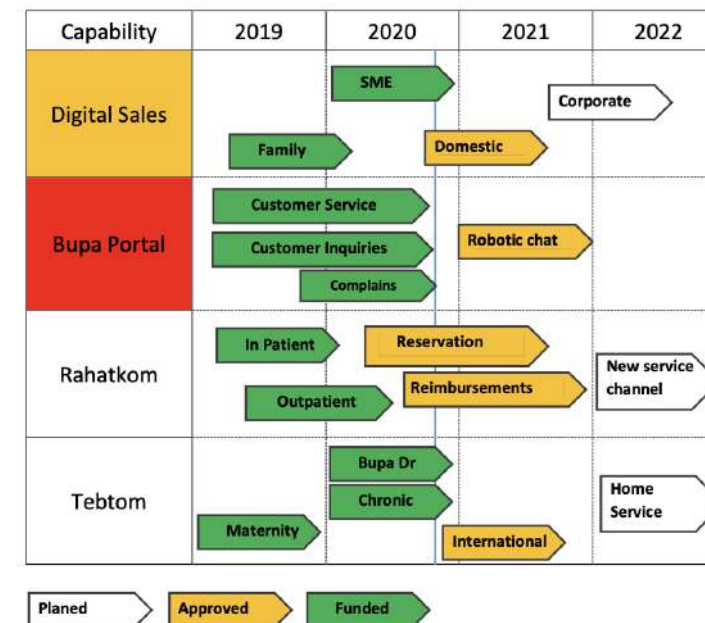 Capability 2019 2020 2021 2022
Digital Sales
SME
Corporate
Family
Domestic
Bupa Portal
Customer Service
Customer Inquiries
Robotic chat
Complains
Rahatkom
In Patient
Reservation
New service
channel
Reimbursements
Outpatient
Tebtom
Bupa Dr
Chronic
Home
Service
Maternity
International
Planed Approved Funded